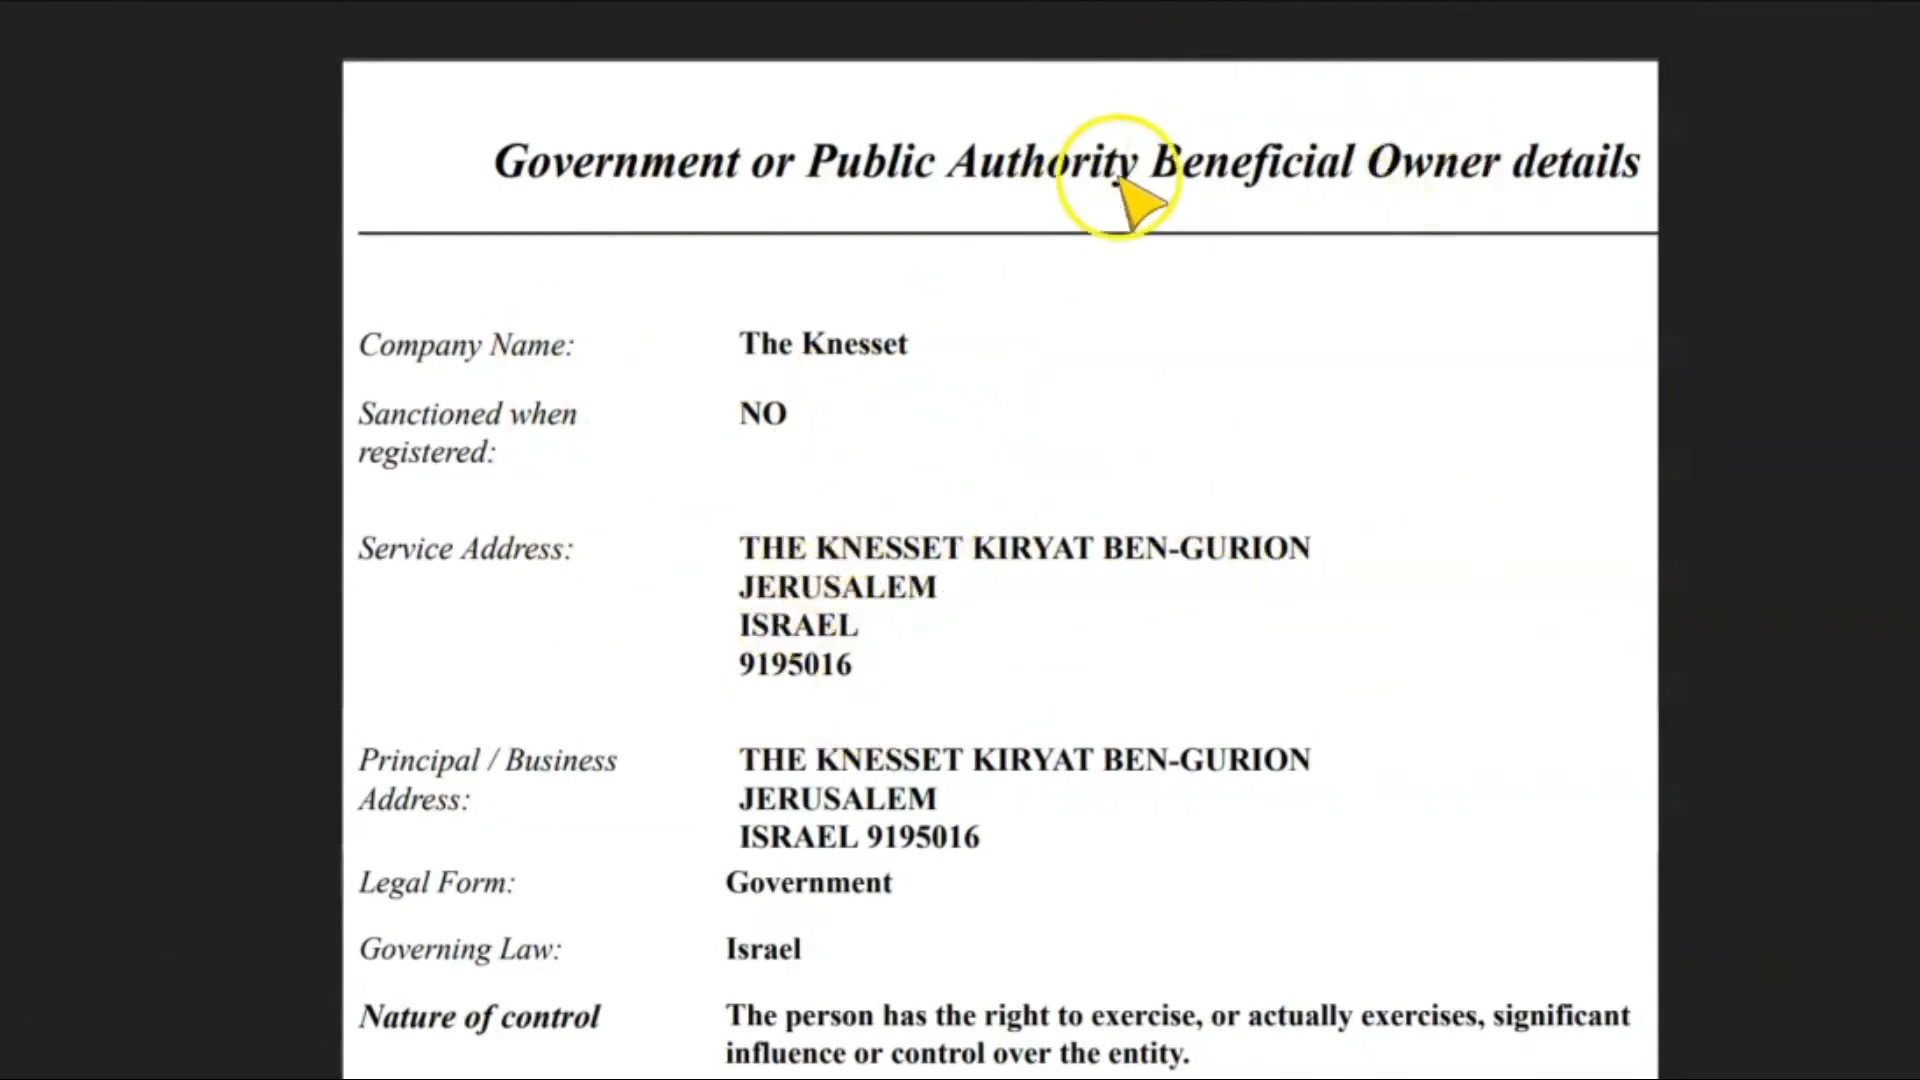 Government or Public Authority Beneficial Owner details
Company Name: The Knesset
Sanctioned when NO
registered:
Service Address: THE KNESSET KIRYAT BEN-GURION
JERUSALEM
ISRAEL
9195016
Principal / Business THE KNESSET KIRYAT BEN-GURION
Address: JERUSALEM
ISRAEL 9195016
Legal Form: Government
Governing Law: Israel
Nature of control The person has the right to exercise, or actually exercises, significant
influence or control over the entity.